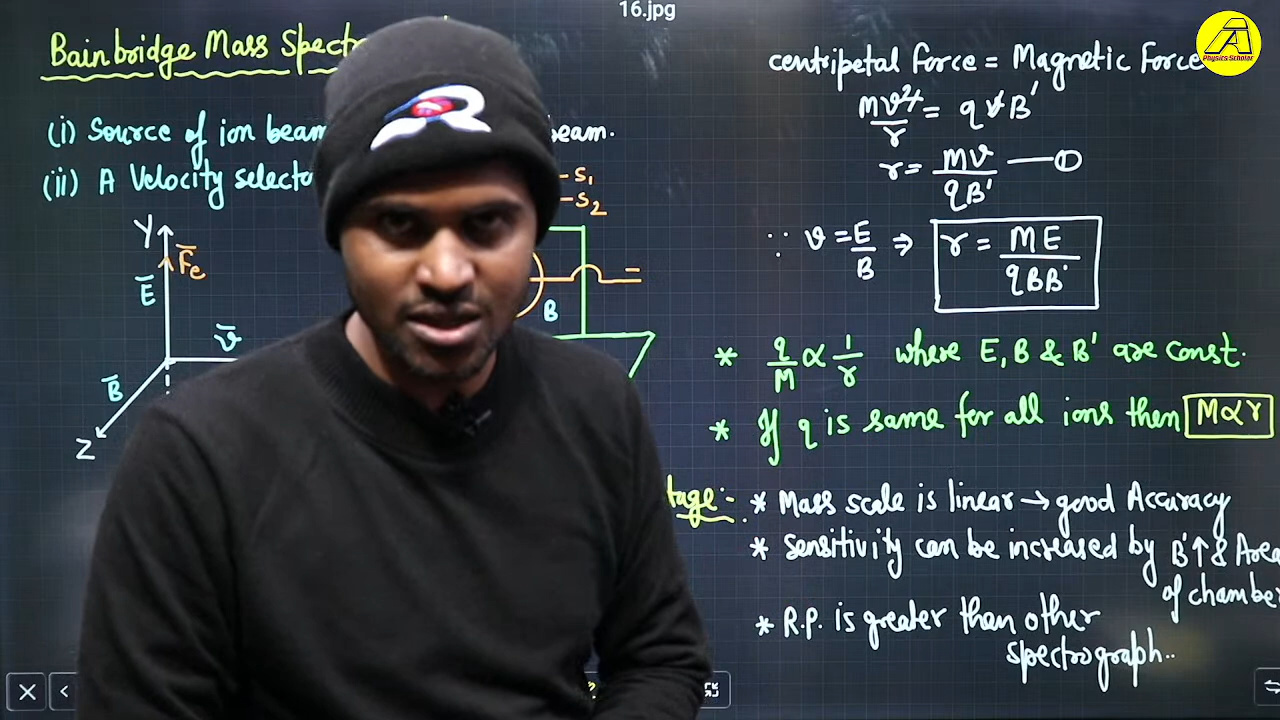 16.jpg
Physics Scholar
Bainbridge Mass Spect
(i) Source of ion beam beam.
(ii) A Velocity selecto
S₁
S₂
Y
F̅e
E̅
v̅
B̅
Z
B
centripetal Force = Magnetic Force
Mv²/r = qvB'
r = Mv/qB' —①
∵ v = E/B ⇒ r = ME/qBB'
* q/M ∝ 1/r where E, B & B' are const.
* If q is same for all ions then M∝r
tage:- * Mass scale is linear → good Accuracy
* Sensitivity can be increased by B'↑ & Area
of chamber
* R.P. is greater than other
spectrograph..